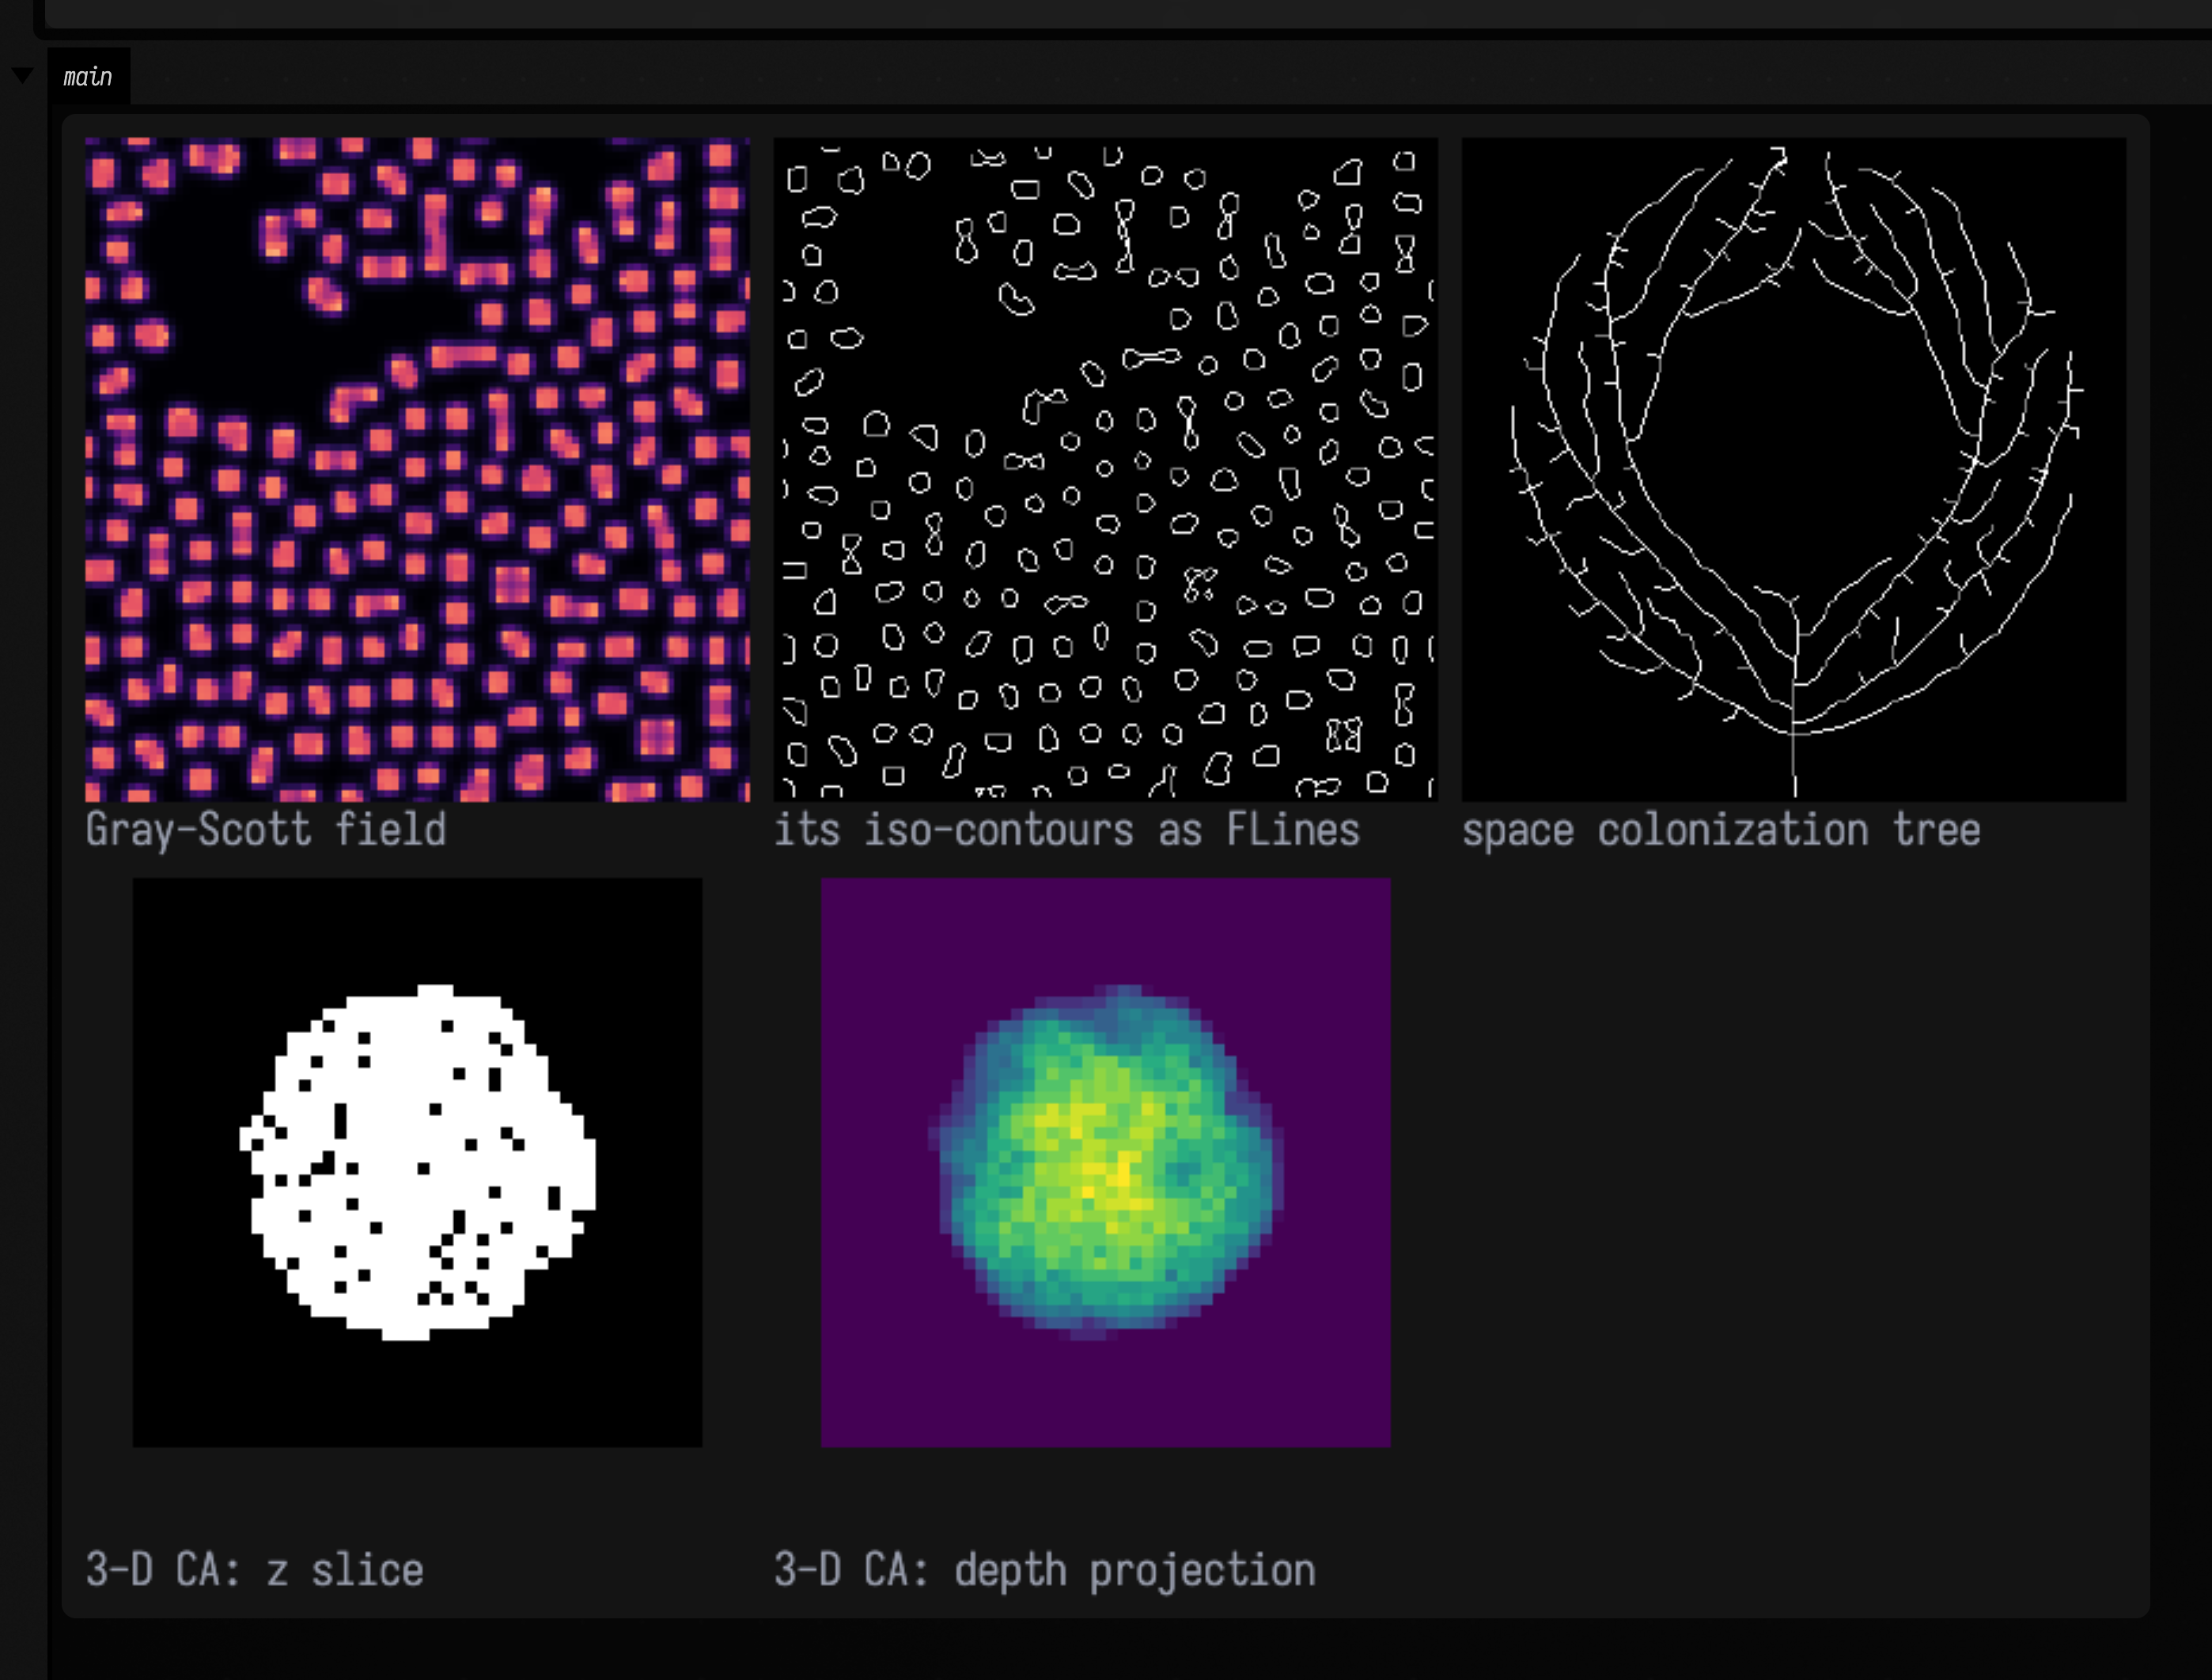 main
Gray-Scott field
its iso-contours as FLines
space colonization tree
3-D CA: z slice
3-D CA: depth projection